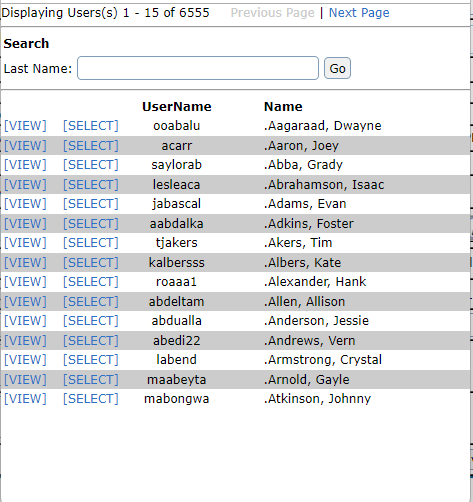 Displaying Users(s) 1 - 15 of 6555 Previous Page | Next Page
Search
Last Name: Go
UserName Name
[VIEW] [SELECT] ooabalu .Aagaraad, Dwayne
[VIEW] [SELECT] acarr .Aaron, Joey
[VIEW] [SELECT] saylorab .Abba, Grady
[VIEW] [SELECT] lesleaca .Abrahamson, Isaac
[VIEW] [SELECT] jabascal .Adams, Evan
[VIEW] [SELECT] aabdalka .Adkins, Foster
[VIEW] [SELECT] tjakers .Akers, Tim
[VIEW] [SELECT] kalbersss .Albers, Kate
[VIEW] [SELECT] roaaa1 .Alexander, Hank
[VIEW] [SELECT] abdeltam .Allen, Allison
[VIEW] [SELECT] abdualla .Anderson, Jessie
[VIEW] [SELECT] abedi22 .Andrews, Vern
[VIEW] [SELECT] labend .Armstrong, Crystal
[VIEW] [SELECT] maabeyta .Arnold, Gayle
[VIEW] [SELECT] mabongwa .Atkinson, Johnny